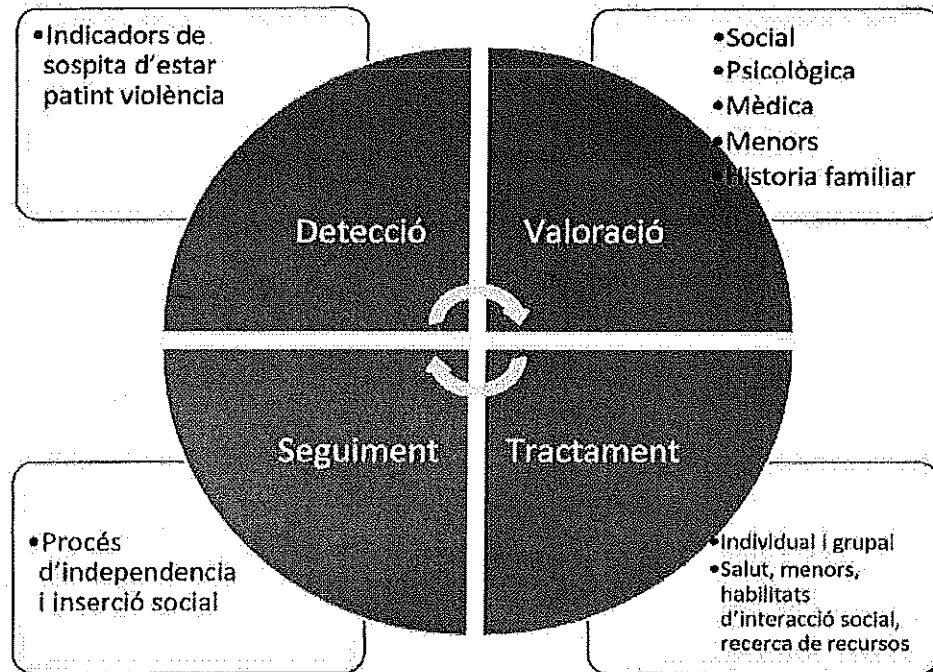 •Indicadors de
sospita d'estar
patint violència
•Social
•Psicològica
•Mèdica
•Menors
•Historia familiar
Detecció
Valoració
Seguiment
Tractament
•Procés
d'independencia
i inserció social
•Individual i grupal
•Salut, menors,
habilitats
d'interacció social,
recerca de recursos